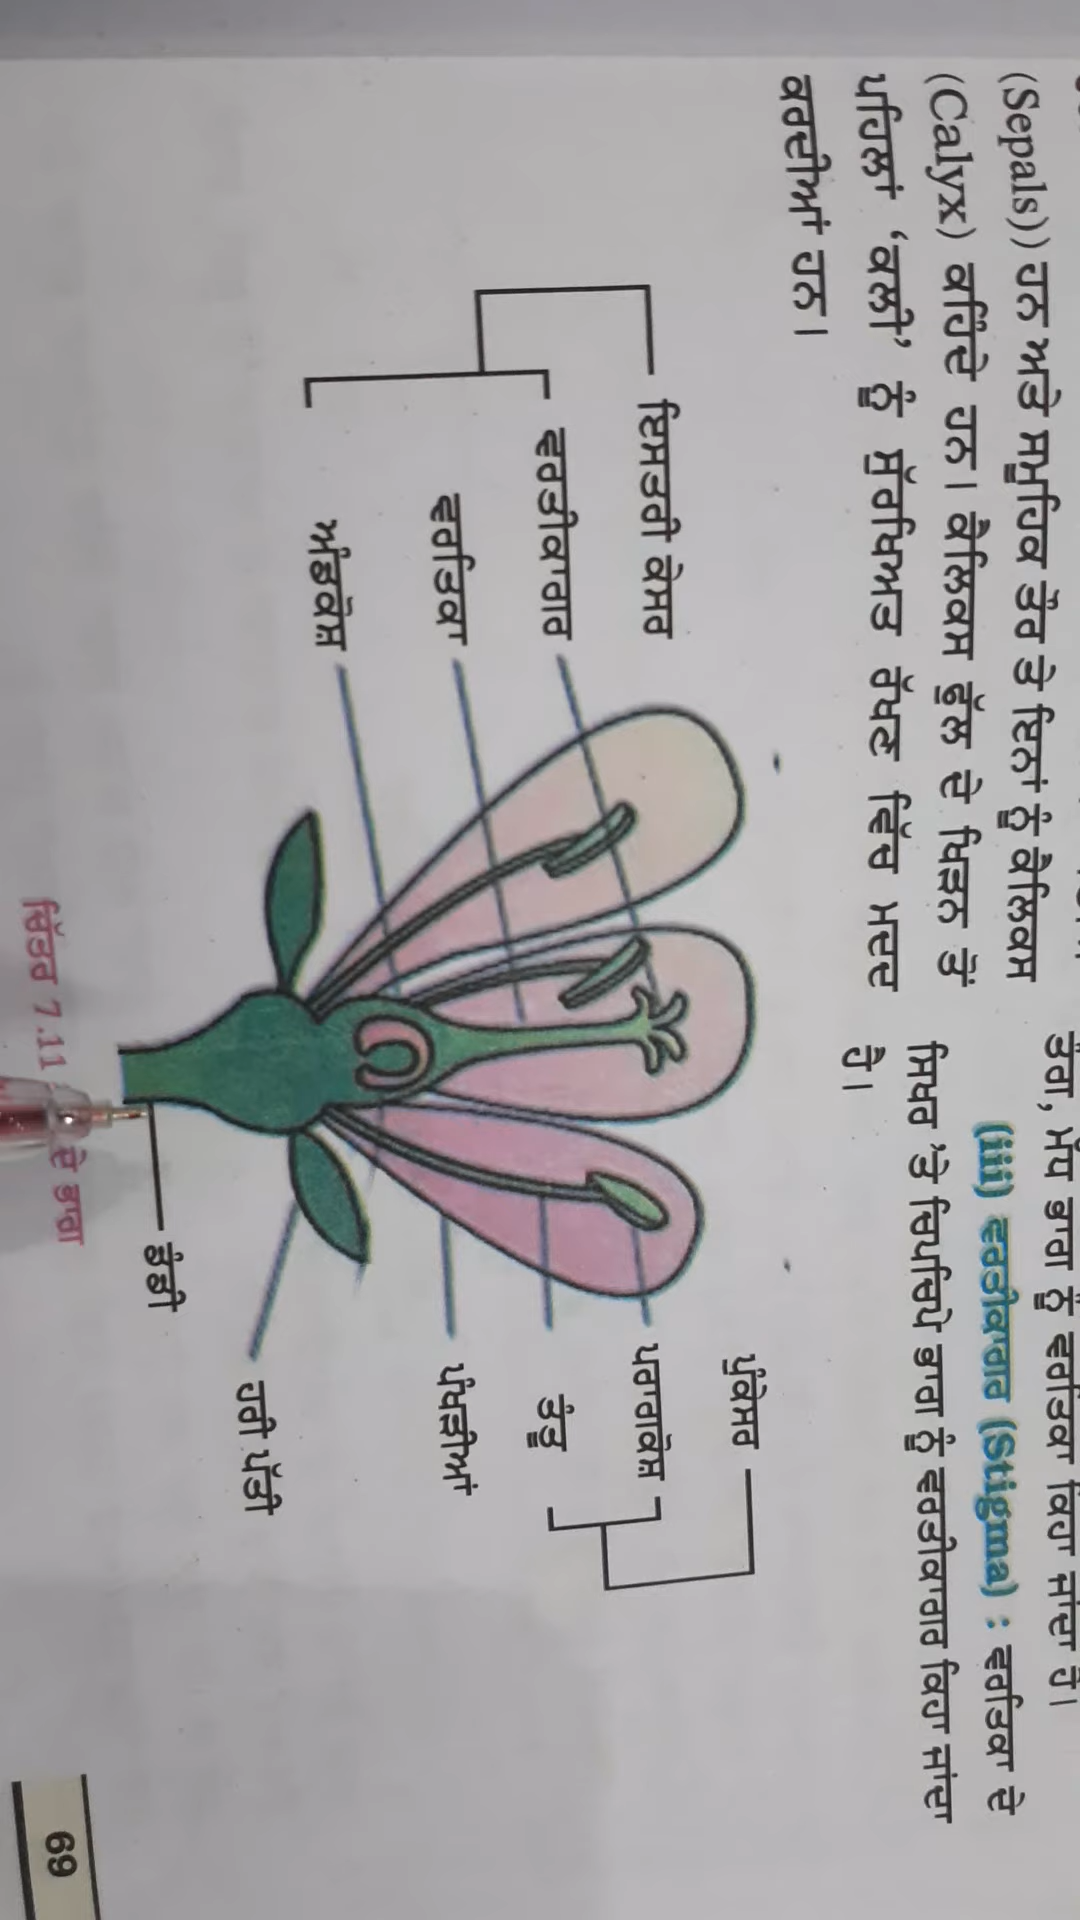 (Sepals)) ਹਨ ਅਤੇ ਸਮੂਹਿਕ ਤੌਰ ਤੇ ਇਨਾਂ ਨੂੰ ਕੈਲਿਕਸ
(Calyx) ਕਹਿੰਦੇ ਹਨ। ਕੈਲਿਕਸ ਫੁੱਲ ਦੇ ਖਿੜਨ ਤੋਂ
ਪਹਿਲਾਂ ‘ਕਲੀ’ ਨੂੰ ਸੁੱਰਖਿਅਤ ਰੱਖਣ ਵਿੱਚ ਮਦਦ
ਕਰਦੀਆਂ ਹਨ।
ਤੌਰਾ, ਮੱਧ ਭਾਗ ਨੂੰ ਵਰਤਿਕਾ ਕਿਹਾ ਜਾਂਦਾ ਹੈ।
(iii) ਵਰਤੀਕਾਗਰ (Stigma) : ਵਰਤਿਕਾ ਦੇ
ਸਿਖਰ 'ਤੇ ਚਿਪਚਿਪੇ ਭਾਗ ਨੂੰ ਵਰਤੀਕਾਗਰ ਕਿਹਾ ਜਾਂਦਾ
ਹੈ।
ਇਸਤਰੀ ਕੇਸਰ
ਵਰਤੀਕਾਗਰ
ਵਰਤਿਕਾ
ਅੰਡਕੋਸ਼
ਪੁੰਕੇਸਰ
ਪਰਾਗਕੋਸ਼
ਤੰਤੂ
ਪੰਖੜੀਆਂ
ਹਰੀ ਪੱਤੀ
ਡੰਡੀ
ਚਿੱਤਰ 7.11 ਦੇ ਭਾਗ
69